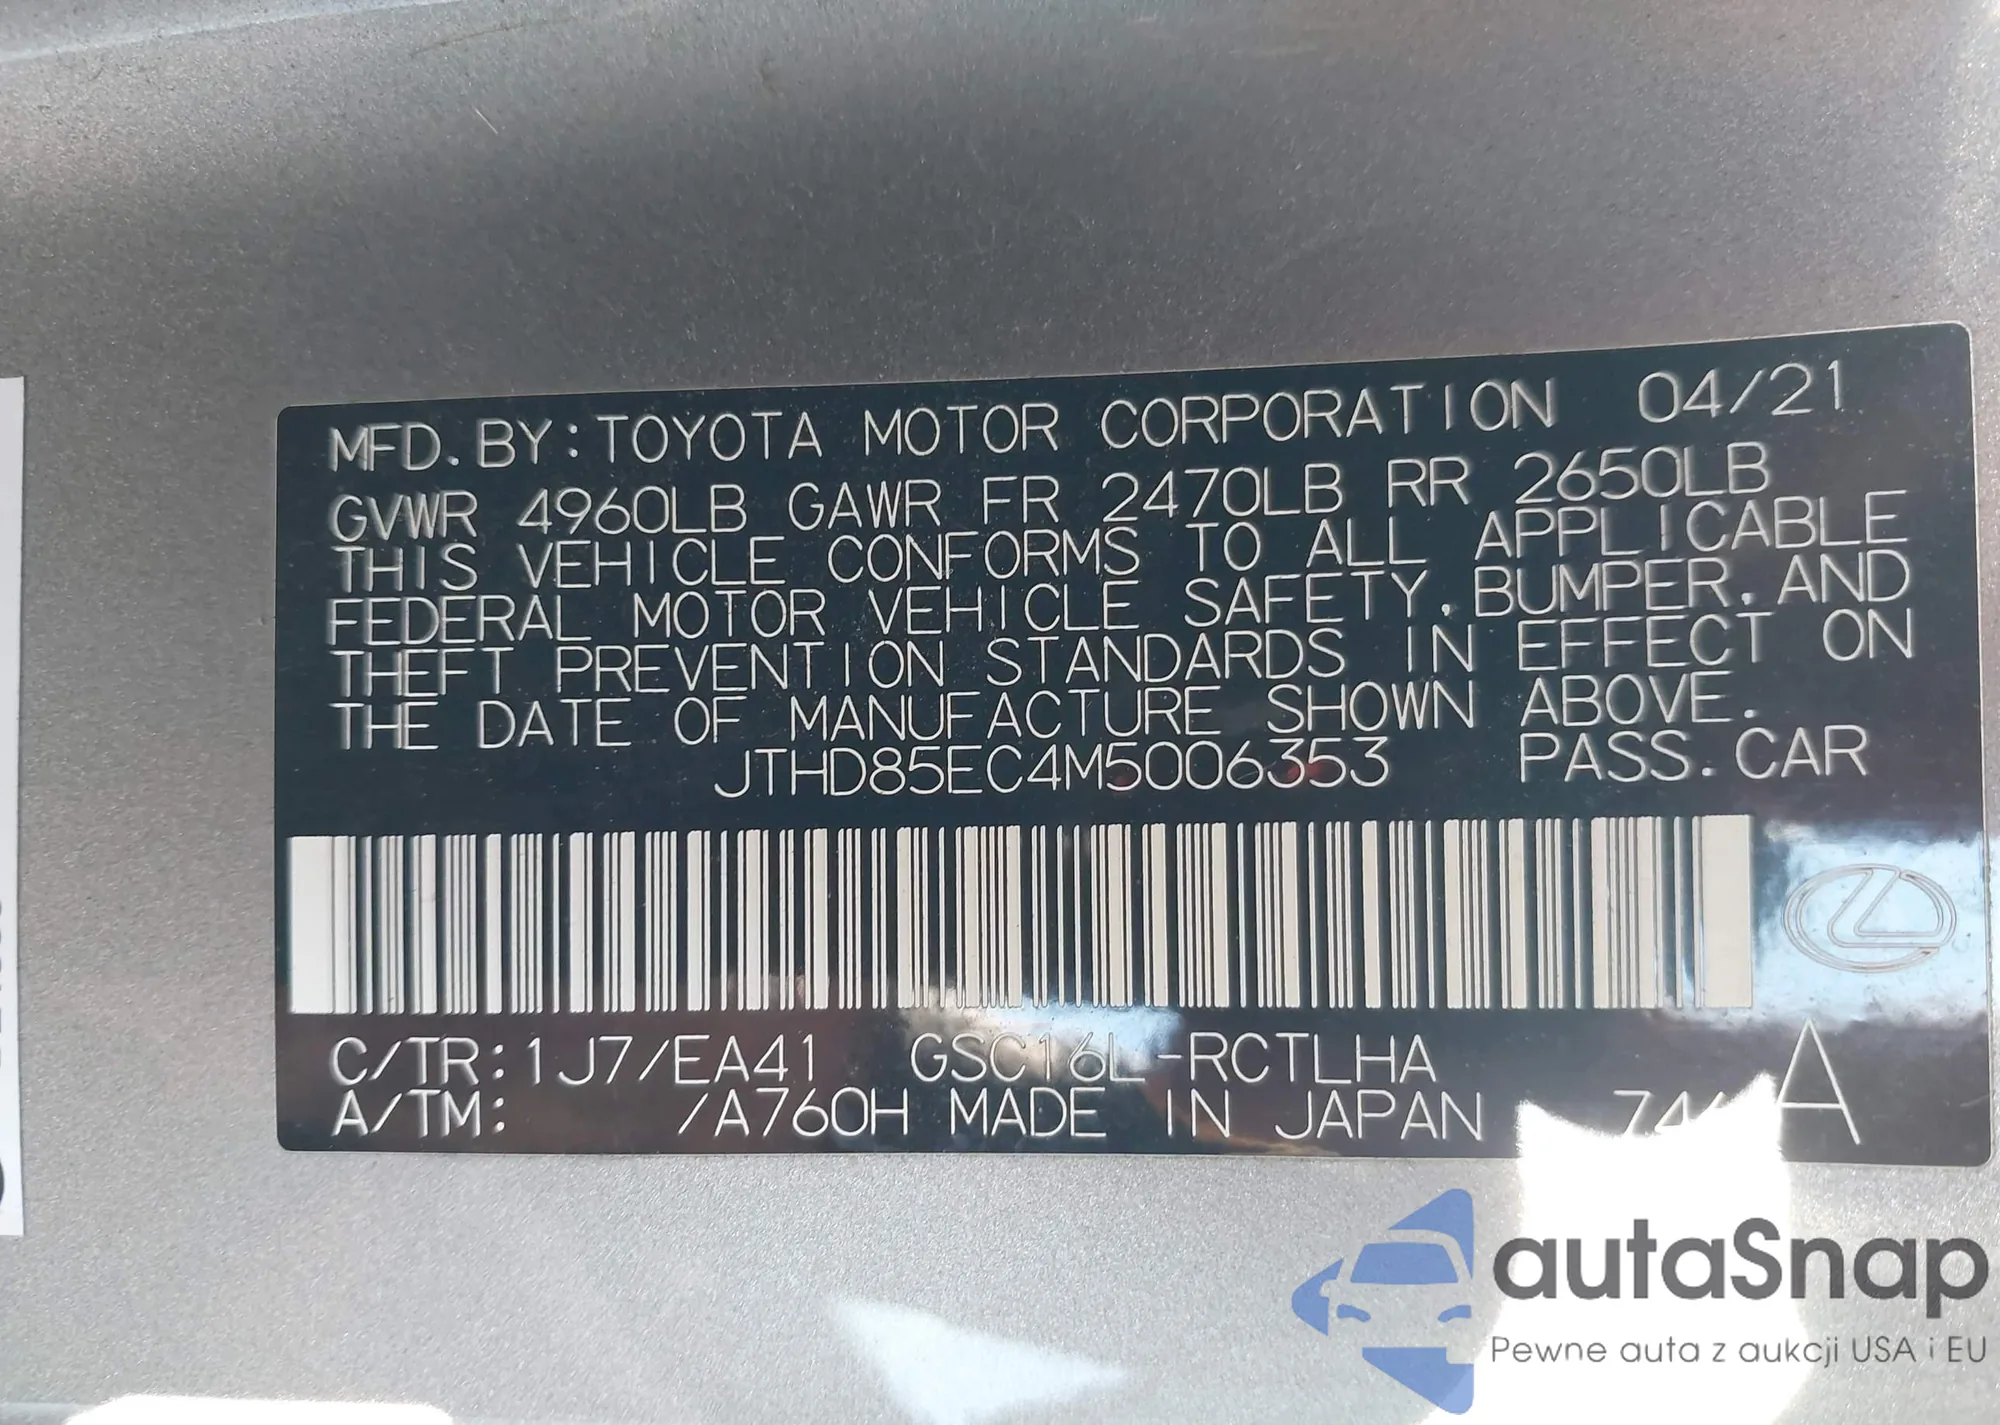 MFD. BY: TOYOTA MOTOR CORPORATION 04/21
GVWR 4960LB GAWR FR 2470LB RR 2650LB
THIS VEHICLE CONFORMS TO ALL APPLICABLE
FEDERAL MOTOR VEHICLE SAFETY, BUMPER, AND
THEFT PREVENTION STANDARDS IN EFFECT ON
THE DATE OF MANUFACTURE SHOWN ABOVE.
JTHD85EC4M5006353 PASS. CAR
C/TR: 1J7/EA41 GSC16L-RCTLHA A
A/TM: /A760H MADE IN JAPAN
autaSnap
Pewne auta z aukcji USA i EU